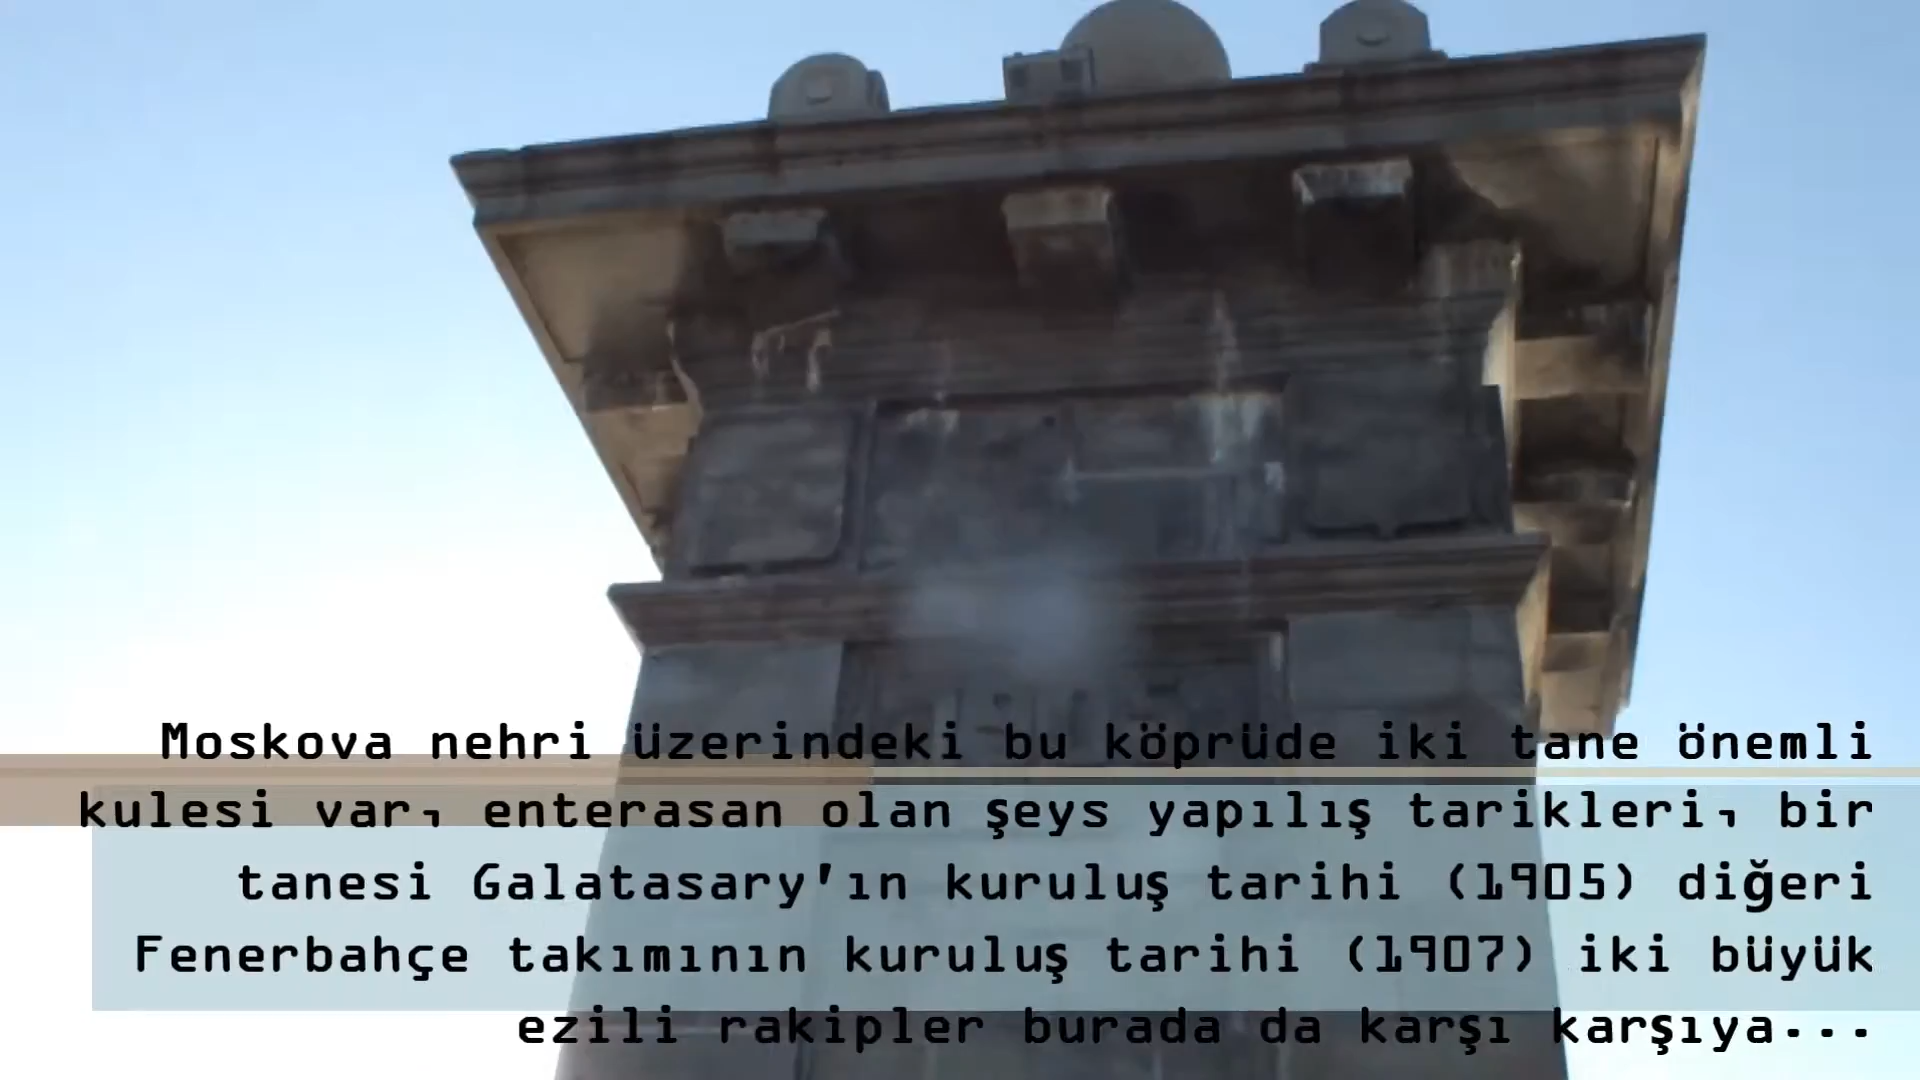 Moskova nehri üzerindeki bu köprüde iki tane önemli
kulesi var, enterasan olan şeys yapılış tarikleri, bir
tanesi Galatasary'ın kuruluş tarihi (1905) diğeri
Fenerbahçe takımının kuruluş tarihi (1907) iki büyük
ezili rakipler burada da karşı karşıya...